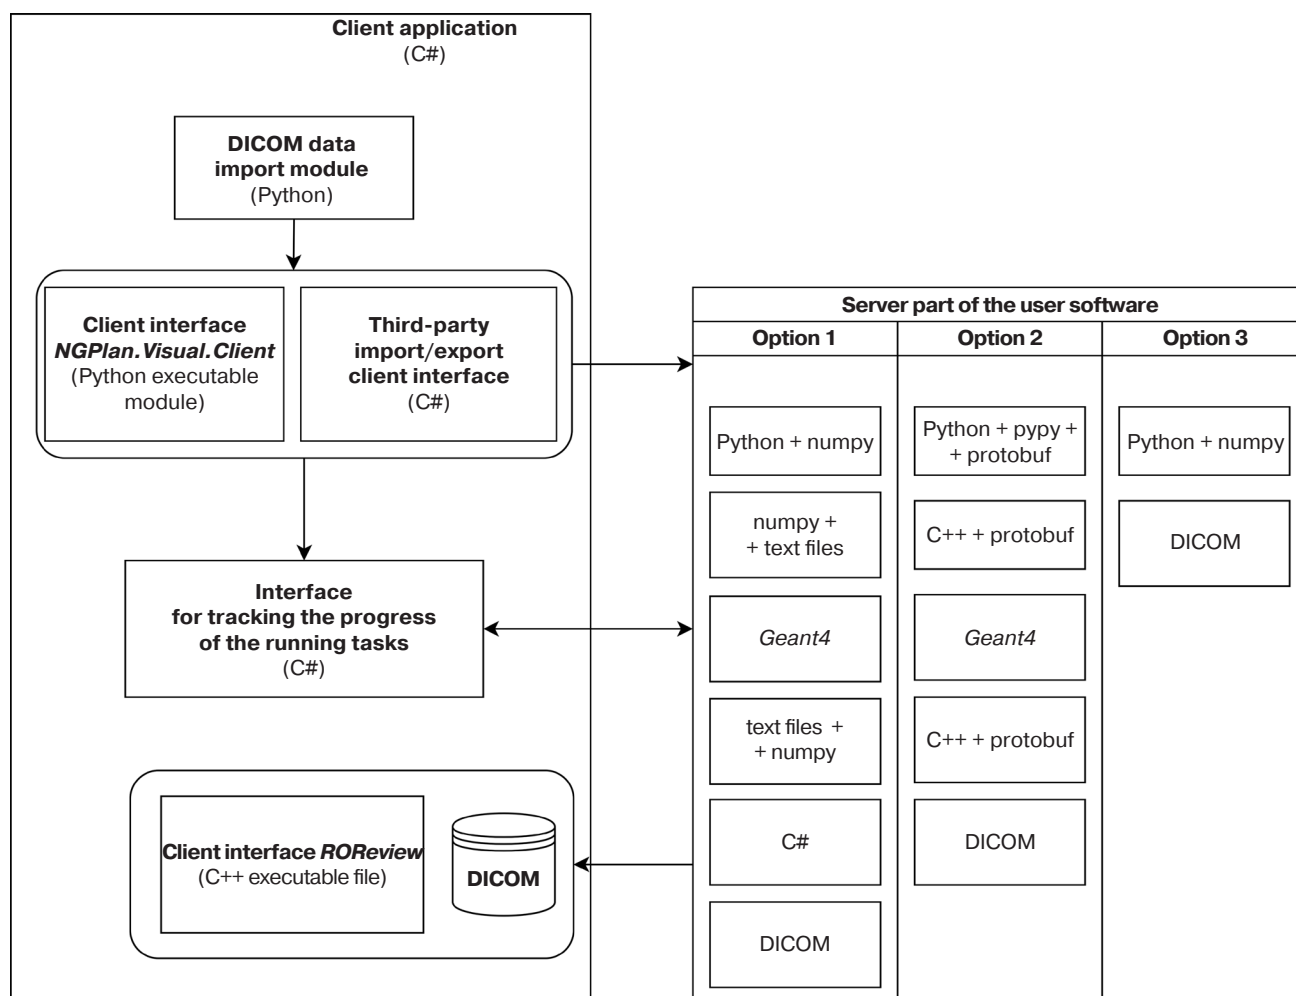 Client application
(C#)
DICOM data
import module
(Python)
Client interface
NGPlan.Visual.Client
(Python executable
module)
Third-party
import/export
client interface
(C#)
Interface
for tracking the progress
of the running tasks
(C#)
Client interface ROReview
(C++ executable file)
DICOM
Server part of the user software
Option 1
Option 2
Option 3
Python + numpy
numpy +
+ text files
Geant4
text files +
+ numpy
C#
DICOM
Python + pypy +
+ protobuf
C++ + protobuf
Geant4
C++ + protobuf
DICOM
Python + numpy
DICOM